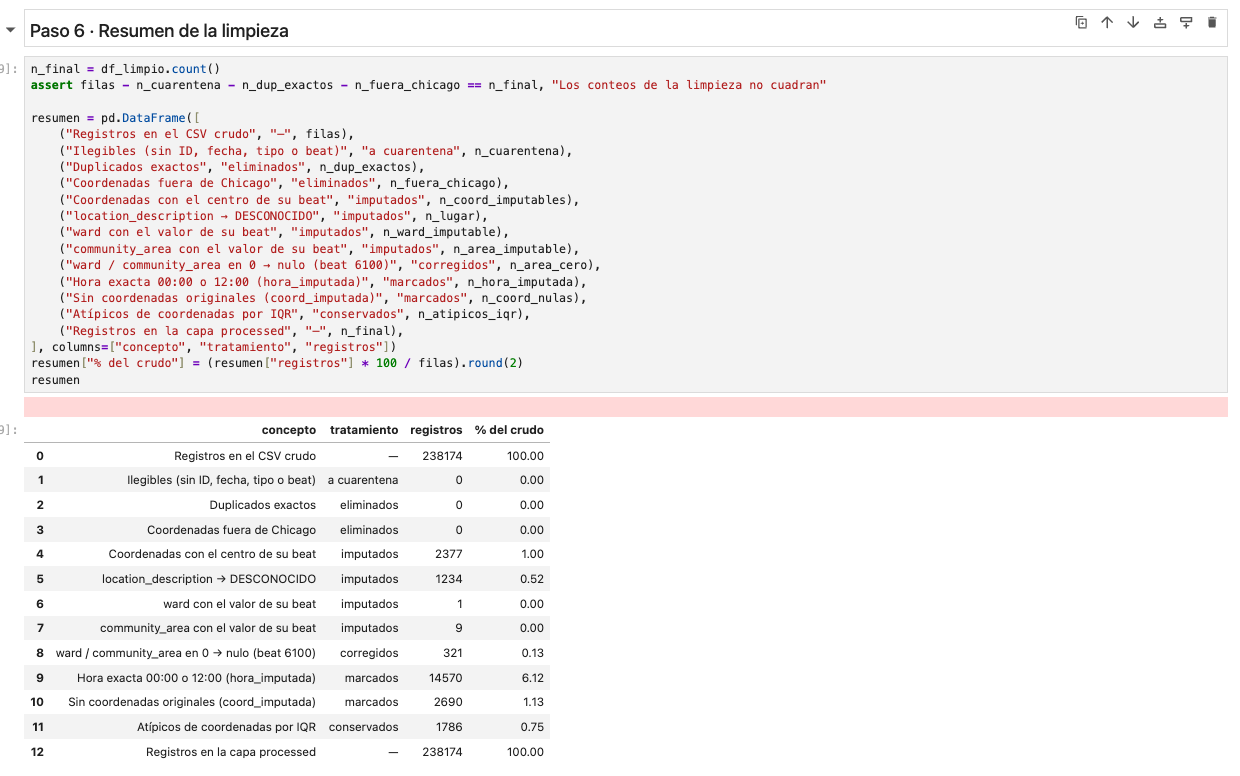 Paso 6 · Resumen de la limpieza
9]:
n_final = df_limpio.count()
assert filas - n_cuarentena - n_dup_exactos - n_fuera_chicago == n_final, "Los conteos de la limpieza no cuadran"
resumen = pd.DataFrame([
("Registros en el CSV crudo", "—", filas),
("Ilegibles (sin ID, fecha, tipo o beat)", "a cuarentena", n_cuarentena),
("Duplicados exactos", "eliminados", n_dup_exactos),
("Coordenadas fuera de Chicago", "eliminados", n_fuera_chicago),
("Coordenadas con el centro de su beat", "imputados", n_coord_imputables),
("location_description → DESCONOCIDO", "imputados", n_lugar),
("ward con el valor de su beat", "imputados", n_ward_imputable),
("community_area con el valor de su beat", "imputados", n_area_imputable),
("ward / community_area en 0 → nulo (beat 6100)", "corregidos", n_area_cero),
("Hora exacta 00:00 o 12:00 (hora_imputada)", "marcados", n_hora_imputada),
("Sin coordenadas originales (coord_imputada)", "marcados", n_coord_nulas),
("Atípicos de coordenadas por IQR", "conservados", n_atipicos_iqr),
("Registros en la capa processed", "—", n_final),
], columns=["concepto", "tratamiento", "registros"])
resumen["% del crudo"] = (resumen["registros"] * 100 / filas).round(2)
resumen
9]:
concepto tratamiento registros % del crudo
0 Registros en el CSV crudo — 238174 100.00
1 Ilegibles (sin ID, fecha, tipo o beat) a cuarentena 0 0.00
2 Duplicados exactos eliminados 0 0.00
3 Coordenadas fuera de Chicago eliminados 0 0.00
4 Coordenadas con el centro de su beat imputados 2377 1.00
5 location_description → DESCONOCIDO imputados 1234 0.52
6 ward con el valor de su beat imputados 1 0.00
7 community_area con el valor de su beat imputados 9 0.00
8 ward / community_area en 0 → nulo (beat 6100) corregidos 321 0.13
9 Hora exacta 00:00 o 12:00 (hora_imputada) marcados 14570 6.12
10 Sin coordenadas originales (coord_imputada) marcados 2690 1.13
11 Atípicos de coordenadas por IQR conservados 1786 0.75
12 Registros en la capa processed — 238174 100.00